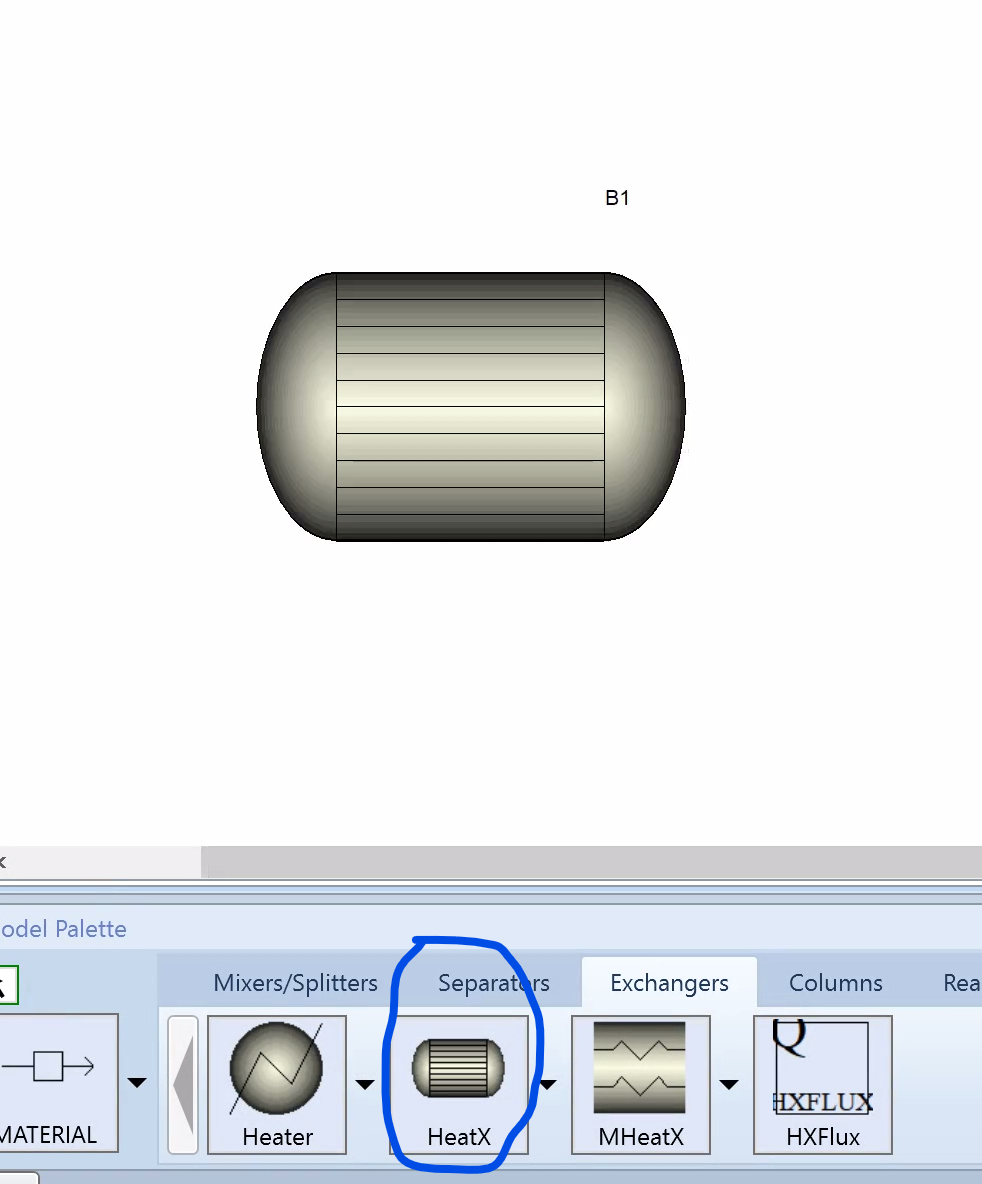 B1
odel Palette
Mixers/Splitters Separators Exchangers Columns Rea
Q
HXFLUX
MATERIAL Heater HeatX MHeatX HXFlux